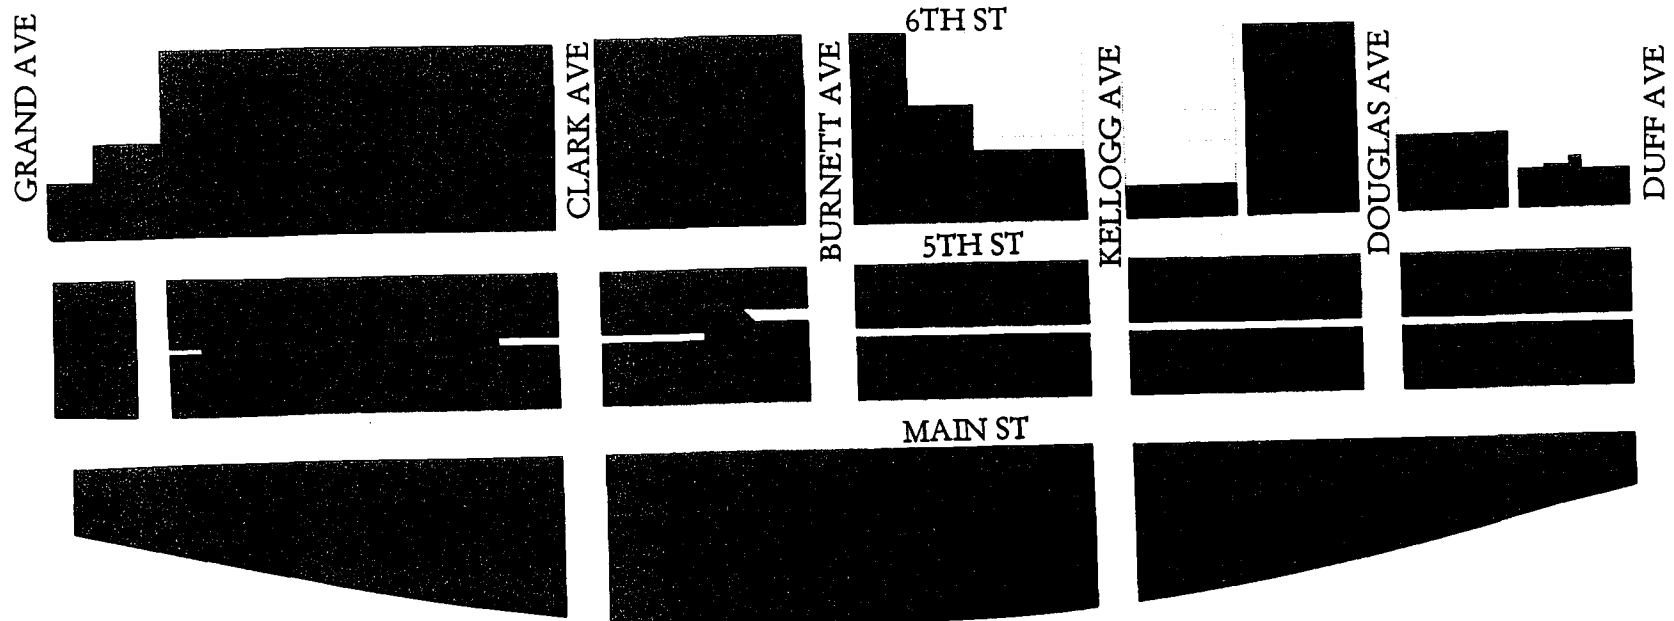 6TH ST
GRAND AVE
CLARK AVE
BURNETT AVE
KELLOGG AVE
DOUGLAS AVE
DUFF AVE
5TH ST
MAIN ST